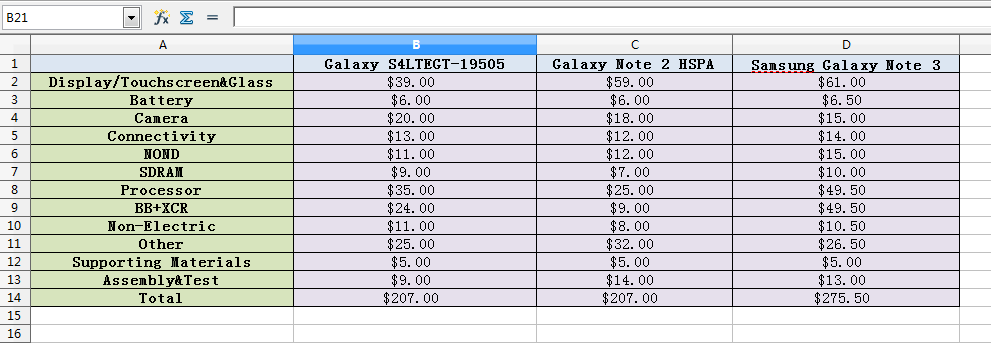 B21
A B C D
1 Galaxy S4LTEGT-19505 Galaxy Note 2 HSPA Samsung Galaxy Note 3
2 Display/Touchscreen&Glass $39.00 $59.00 $61.00
3 Battery $6.00 $6.00 $6.50
4 Camera $20.00 $18.00 $15.00
5 Connectivity $13.00 $12.00 $14.00
6 NOND $11.00 $12.00 $15.00
7 SDRAM $9.00 $7.00 $10.00
8 Processor $35.00 $25.00 $49.50
9 BB+XCR $24.00 $9.00 $49.50
10 Non-Electric $11.00 $8.00 $10.50
11 Other $25.00 $32.00 $26.50
12 Supporting Materials $5.00 $5.00 $5.00
13 Assembly&Test $9.00 $14.00 $13.00
14 Total $207.00 $207.00 $275.50
15
16